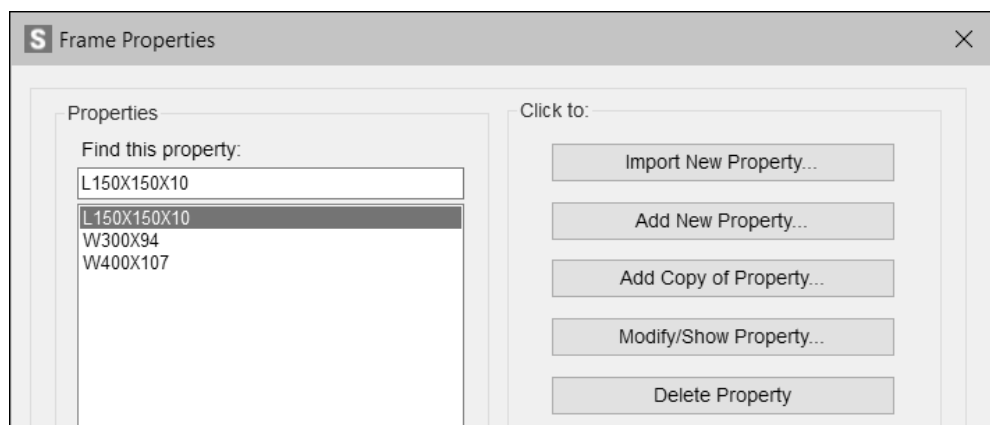 S Frame Properties
Properties
Find this property:
L150X150X10
L150X150X10
W300X94
W400X107
Click to:
Import New Property...
Add New Property...
Add Copy of Property...
Modify/Show Property...
Delete Property